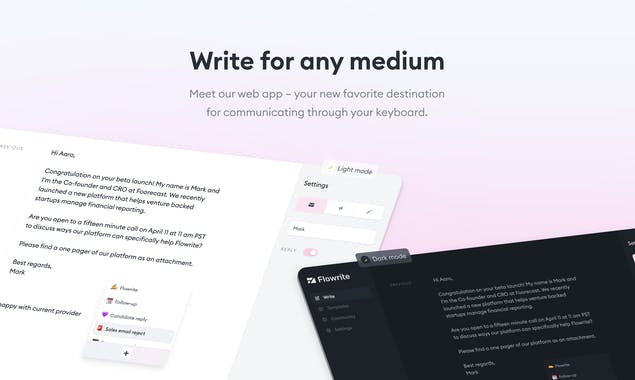 Write for any medium
Meet our web app – your new favorite destination
for communicating through your keyboard.
PREVIOUS
Hi Aaro,
Congratulation on your beta launch! My name is Mark and
I'm the Co-founder and CRO at Foorecast. We recently
launched a new platform that helps venture backed
startups manage financial reporting.
Are you open to a fifteen minute call on April 11 at 11 am PST
to discuss ways our platform can specifically help Flowrite?
Please find a one pager of our platform as an attachment.
Best regards,
Mark
happy with current provider
Flowrite
Follow-up
Candidate reply
Sales email reject
+
Light mode
Settings
Mark
REPLY
Dark mode
Flowrite
Write
Templates
Community
Settings
PREVIOUS
Hi Aaro,
Congratulation on your beta launch! My name is Mark and
I'm the Co-founder and CRO at Foorecast. We recently
launched a new platform that helps venture backed
startups manage financial reporting.
Are you open to a fifteen minute call on April 11 at 11 am PST
to discuss ways our platform can specifically help Flowrite?
Please find a one pager of our platform as an attachment.
Best regards,
Mark
Flowrite
Follow-up